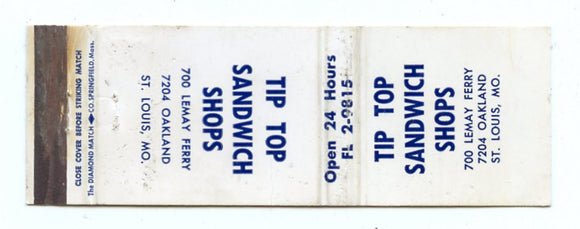 CLOSE COVER BEFORE STRIKING MATCH
The DIAMOND MATCH CO. SPRINGFIELD, Mass.
TIP TOP
SANDWICH
SHOPS
700 LEMAY FERRY
7204 OAKLAND
ST. LOUIS, MO.
Open 24 Hours
FL 2-9815
TIP TOP
SANDWICH
SHOPS
700 LEMAY FERRY
7204 OAKLAND
ST. LOUIS, MO.